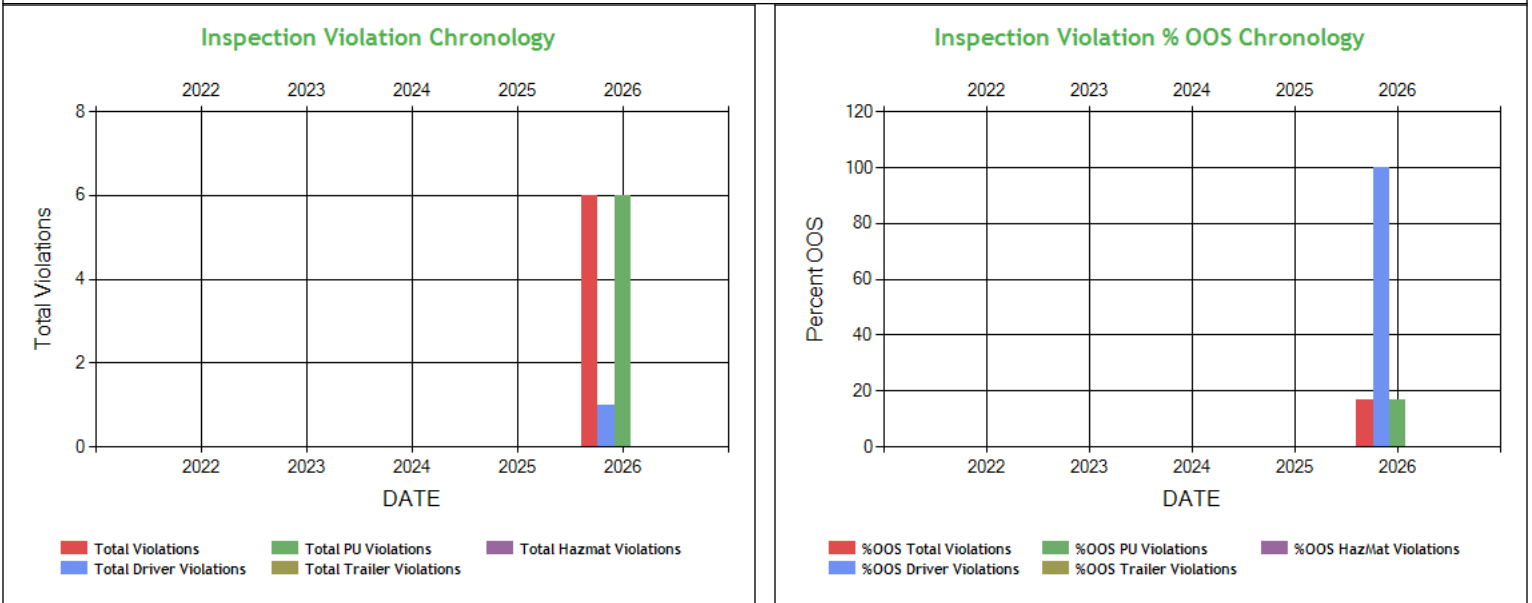 Inspection Violation Chronology
2022 2023 2024 2025 2026
8
6
4
2
0
Total Violations
2022 2023 2024 2025 2026
DATE
Total Violations Total PU Violations Total Hazmat Violations
Total Driver Violations Total Trailer Violations
Inspection Violation % OOS Chronology
2022 2023 2024 2025 2026
120
100
80
60
40
20
0
Percent OOS
2022 2023 2024 2025 2026
DATE
%OOS Total Violations %OOS PU Violations %OOS HazMat Violations
%OOS Driver Violations %OOS Trailer Violations